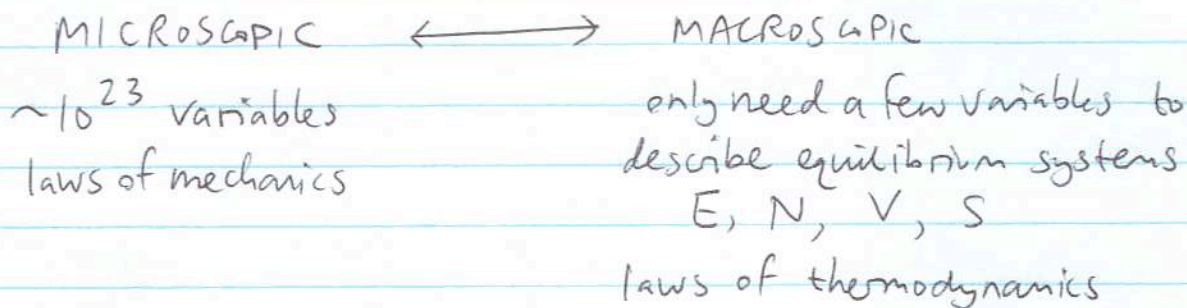 MICROSCOPIC ⟷ MACROSCOPIC
~10^23 variables
laws of mechanics
only need a few variables to
describe equilibrium systems
E, N, V, S
laws of thermodynamics